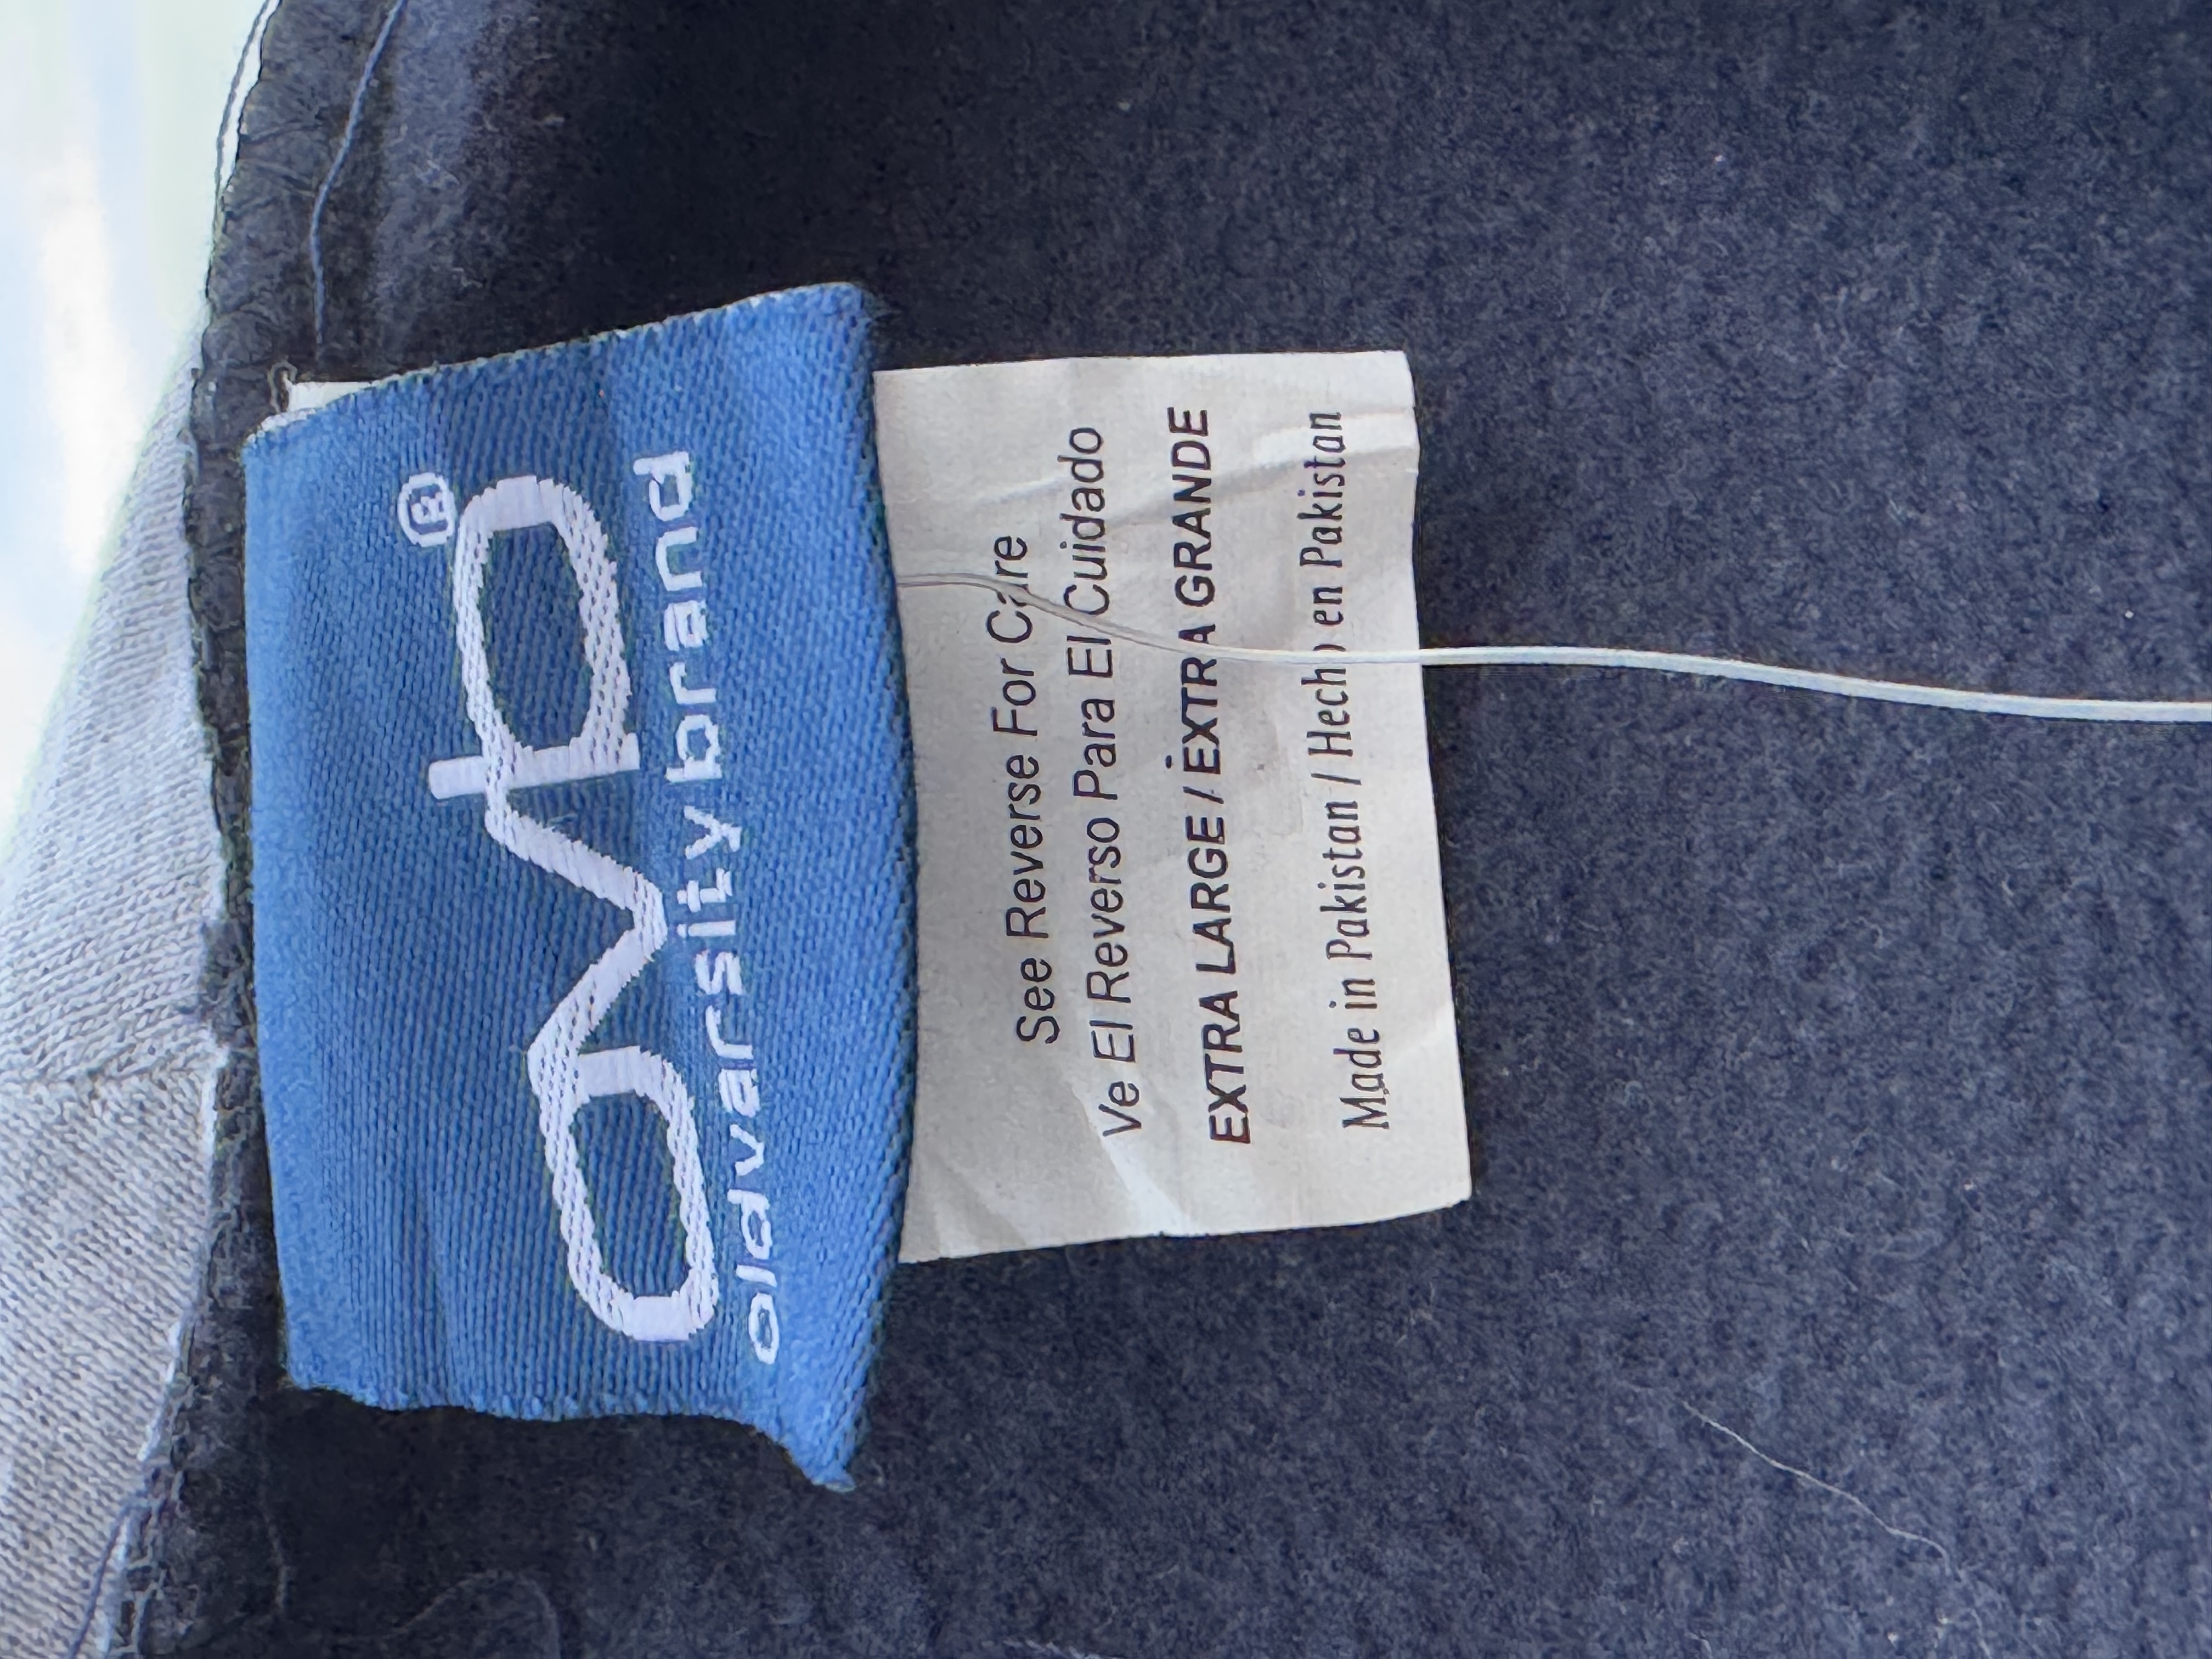 OVB®
oldvarsity brand
See Reverse For Care
Ve El Reverso Para El Cuidado
EXTRA LARGE / EXTRA GRANDE
Made in Pakistan / Hecho en Pakistan